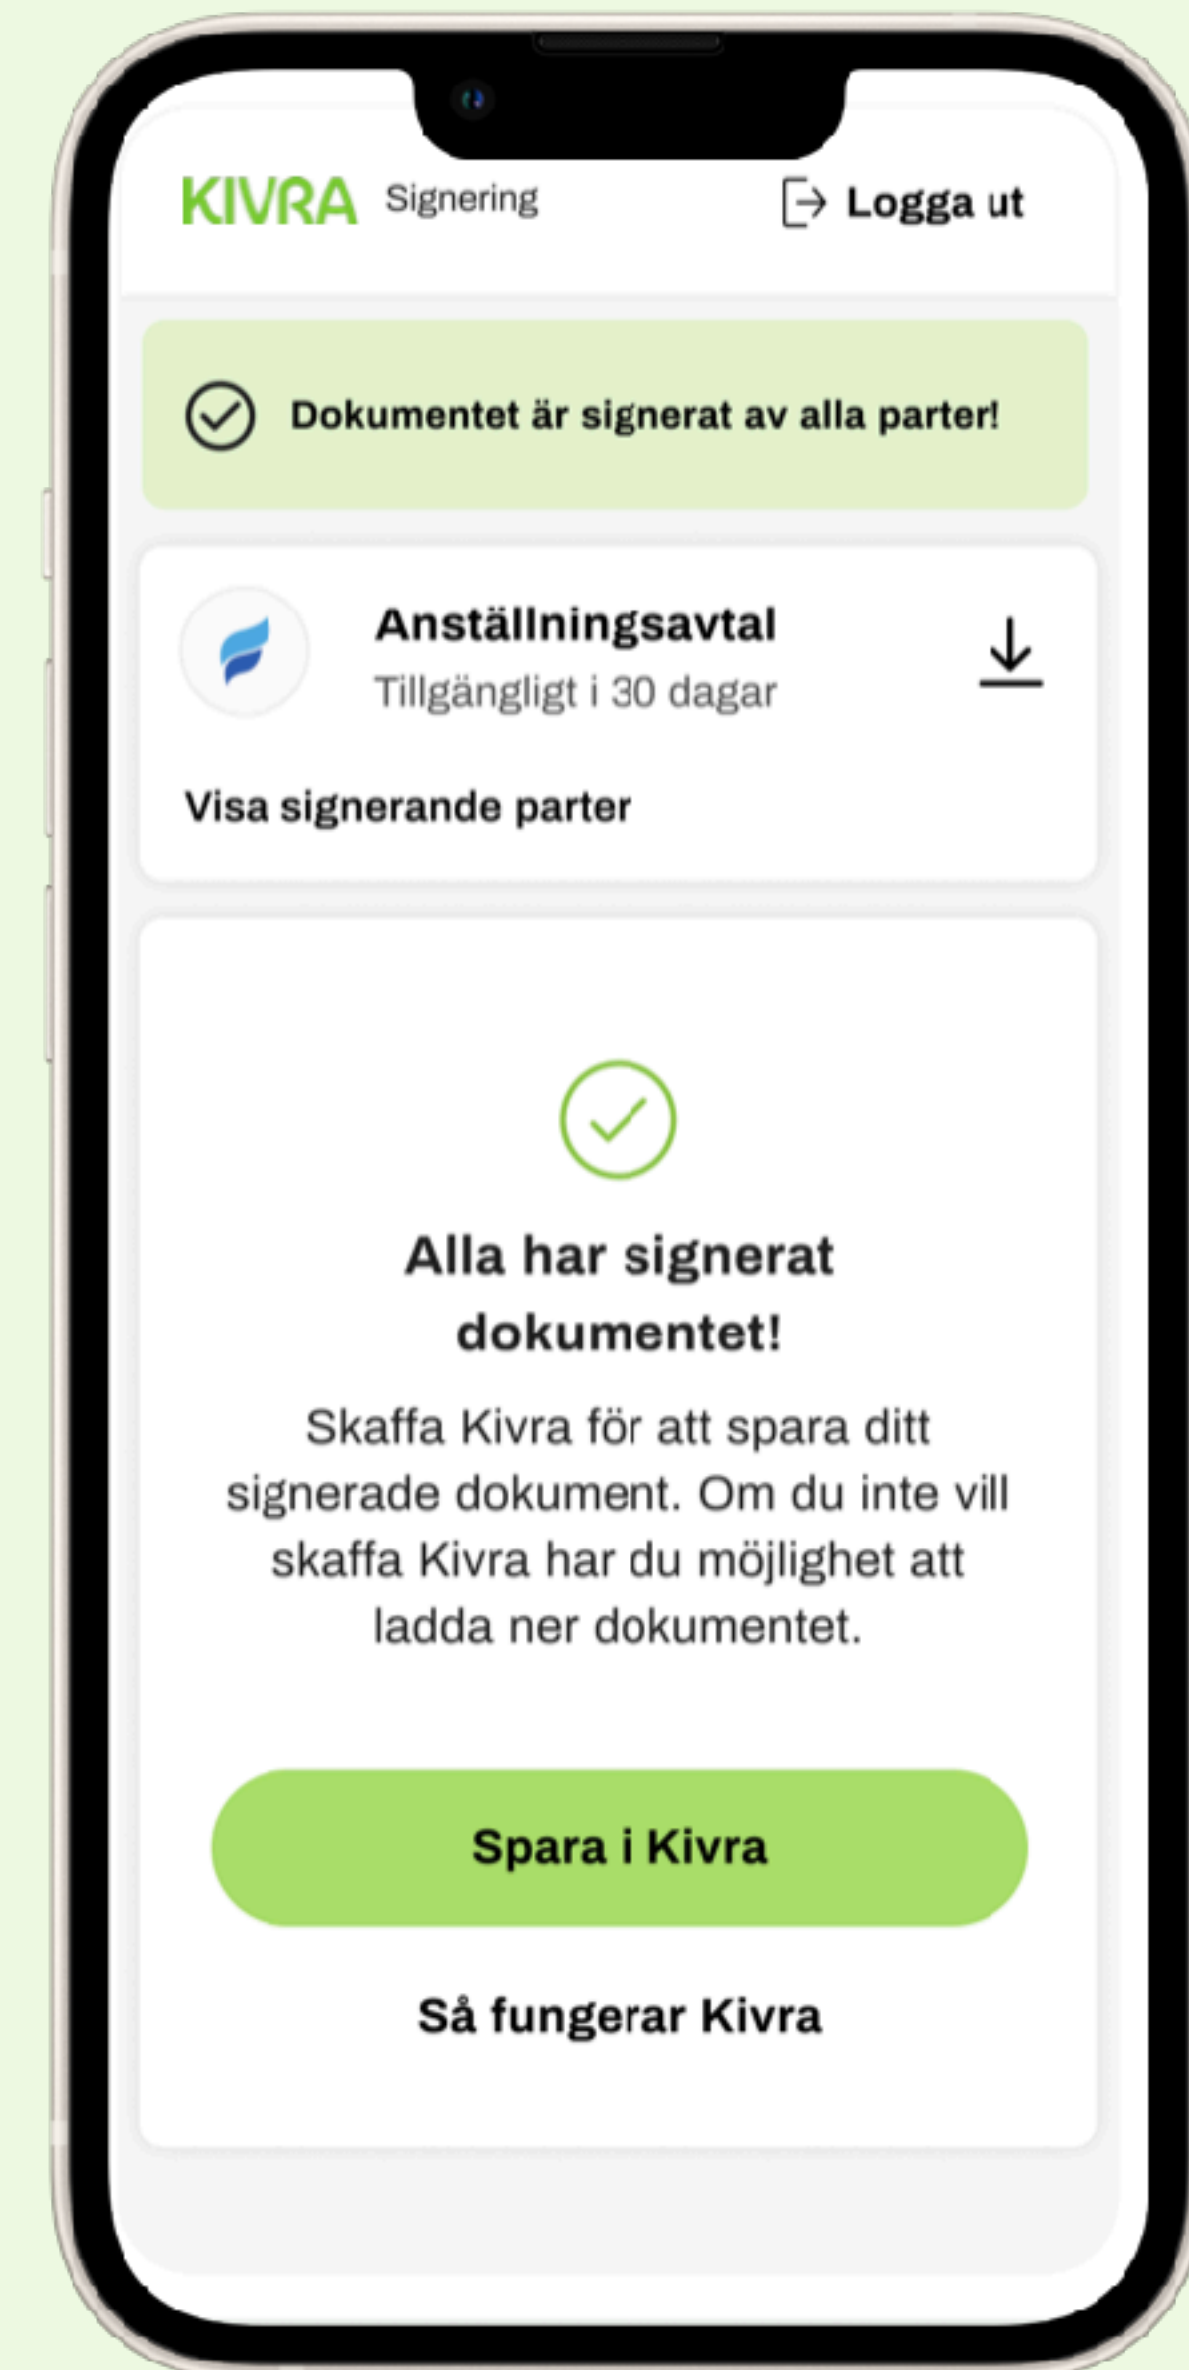 KIVRA Signering Logga ut
Dokumentet är signerat av alla parter!
Anställningsavtal
Tillgängligt i 30 dagar
Visa signerande parter
Alla har signerat
dokumentet!
Skaffa Kivra för att spara ditt
signerade dokument. Om du inte vill
skaffa Kivra har du möjlighet att
ladda ner dokumentet.
Spara i Kivra
Så fungerar Kivra